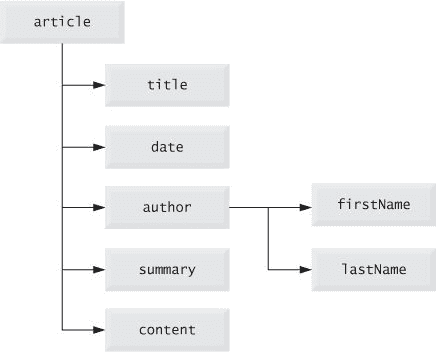 article
title
date
author
firstName
lastName
summary
content